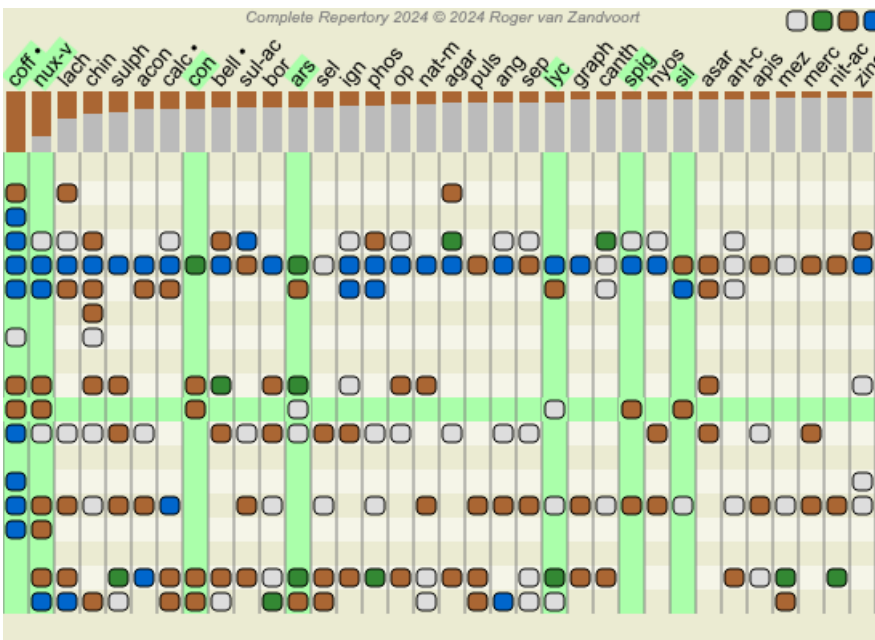 Complete Repertory 2024 © 2024 Roger van Zandvoort
coff • nux-v lach chin sulph acon calc • con bell • sul-ac bor ars sel ign phos op nat-m agar puls ang sep lyc graph canth spig hyos sil asar ant-c apis mez merc nit-ac zinc